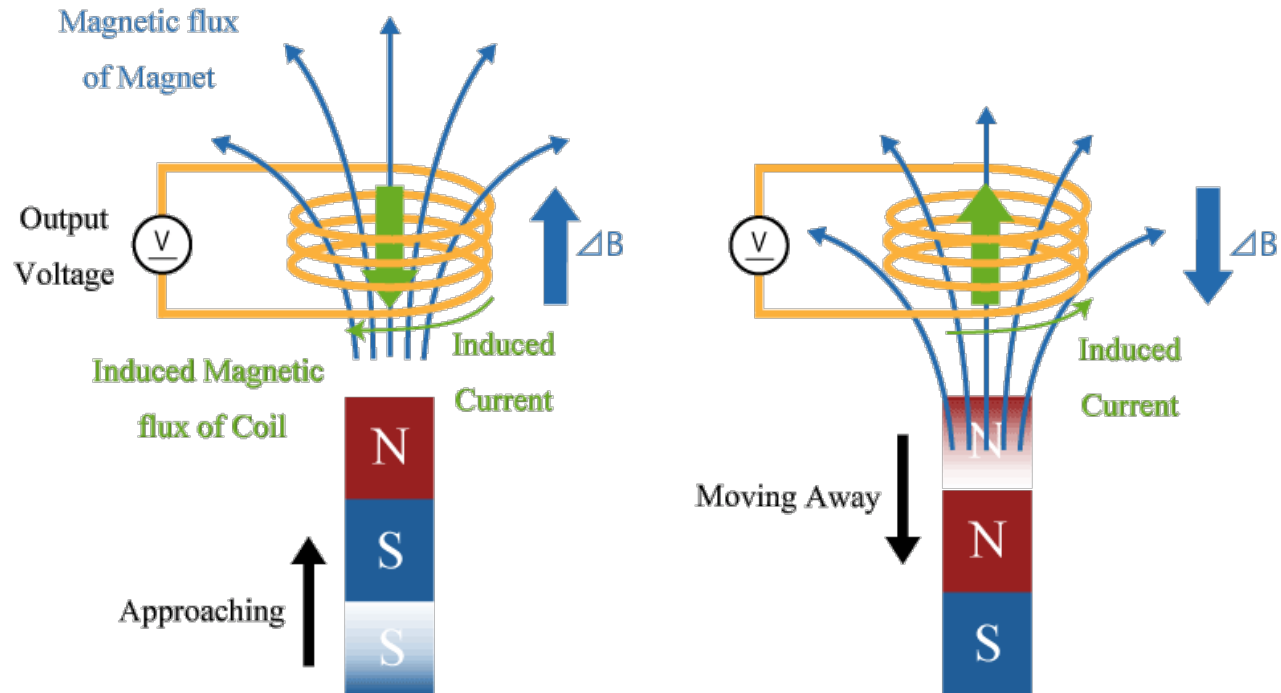 Magnetic flux
of Magnet
Output
Voltage
V
⊿B
Induced Magnetic
flux of Coil
Induced
Current
N
S
S
Approaching
V
⊿B
Induced
Current
N
Moving Away
N
S